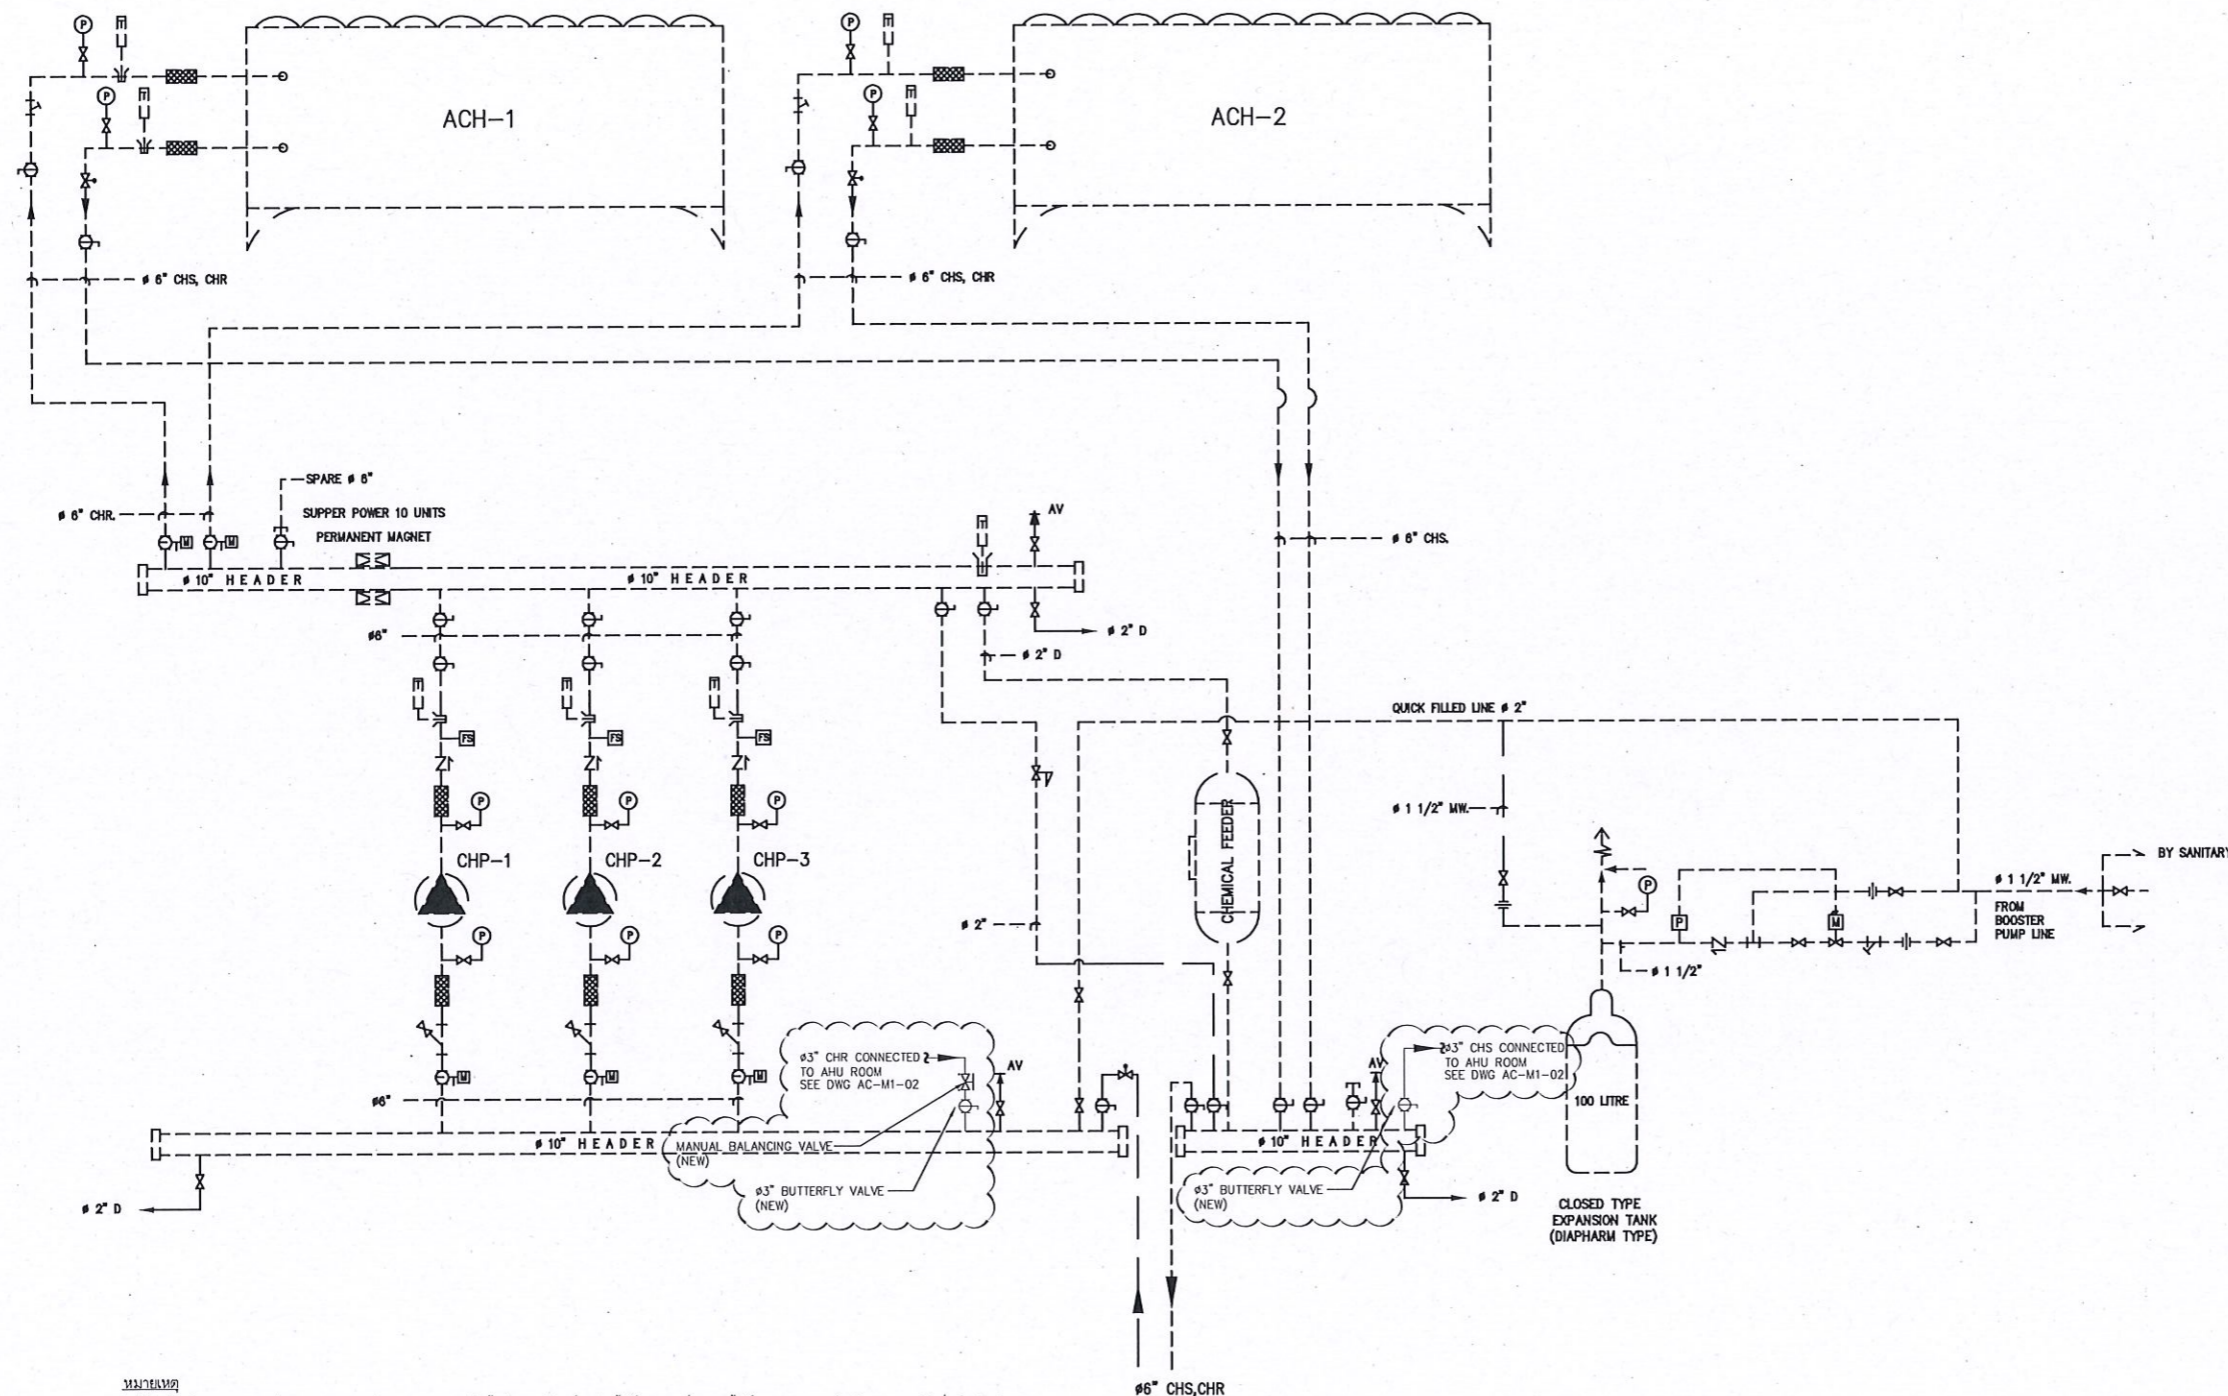 P
T
P
T
P
T
P
T
ACH-1
ACH-2
ø 6" CHS, CHR
ø 6" CHS, CHR
SPARE ø 6"
ø 6" CHR.
SUPPER POWER 10 UNITS
PERMANENT MAGNET
M
M
T
AV
ø 6" CHS.
ø 10" HEADER
ø 10" HEADER
ø6"
ø 2" D
ø 2" D
T
T
T
FS
FS
FS
QUICK FILLED LINE ø 2"
P
P
P
ø 1 1/2" MW.
CHEMICAL FEEDER
CHP-1
CHP-2
CHP-3
BY SANITARY
ø 1 1/2" MW.
FROM
BOOSTER
PUMP LINE
P
P
M
ø 2"
P
P
P
ø 1 1/2"
M
M
M
ø3" CHR CONNECTED
TO AHU ROOM
SEE DWG AC-M1-02
AV
AV
ø3" CHS CONNECTED
TO AHU ROOM
SEE DWG AC-M1-02
ø6"
100 LITRE
ø 10" HEADER
MANUAL BALANCING VALVE
(NEW)
ø 10" HEADER
ø3" BUTTERFLY VALVE
(NEW)
ø3" BUTTERFLY VALVE
(NEW)
ø 2" D
ø 2" D
CLOSED TYPE
EXPANSION TANK
(DIAPHARM TYPE)
หมายเหตุ
ø6" CHS,CHR